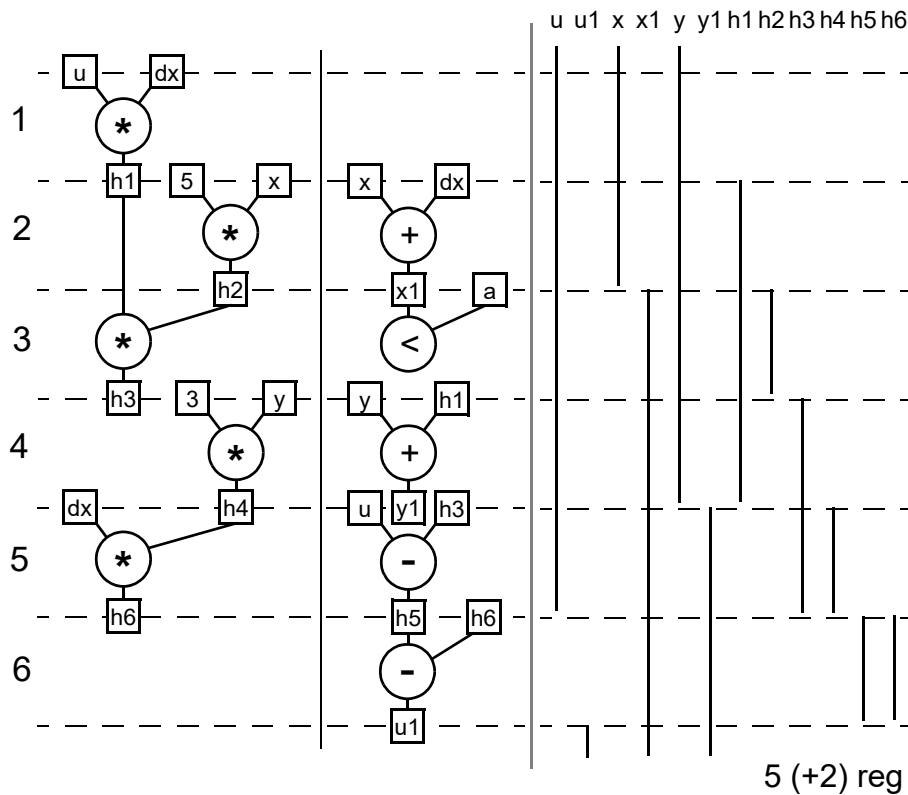 u u1 x x1 y y1 h1 h2 h3 h4 h5 h6
u dx
1
*
h1 5 x x dx
2
* +
h2 x1 a
3
* <
h3 3 y y h1
4
* +
dx h4 u y1 h3
5
* -
h6 h5 h6
6
-
u1
5 (+2) reg